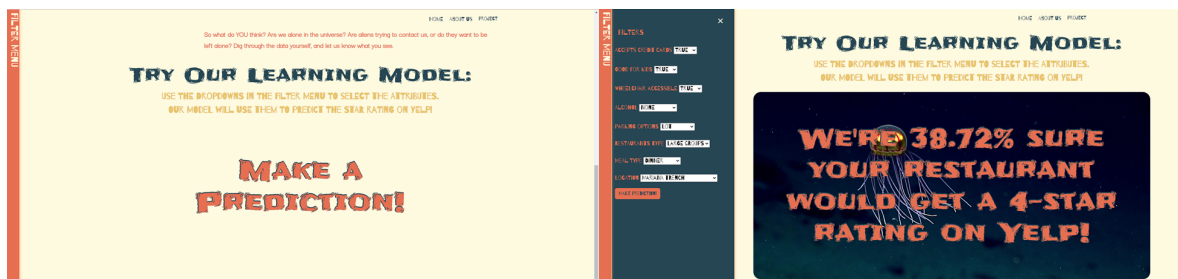 FILTER MENU
HOME ABOUT US PROJECT
So what do YOU think? Are we alone in the universe? Are aliens trying to contact us, or do they want to be
left alone? Dig through the data yourself, and let us know what you see.
TRY OUR LEARNING MODEL:
USE THE DROPDOWNS IN THE FILTER MENU TO SELECT THE ATTRIBUTES.
OUR MODEL WILL USE THEM TO PREDICT THE STAR RATING ON YELP!
MAKE A
PREDICTION!
FILTER MENU
×
FILTERS
ACCEPTS CREDIT CARDS TRUE
GOOD FOR KIDS TRUE
WHEELCHAIR ACCESSIBLE TRUE
ALCOHOL NONE
PARKING OPTIONS LOT
RESTAURANTS TYPE LARGE GROUPS
MEAL TYPE DINNER
LOCATION MARIANA TRENCH
MAKE PREDICTION!
HOME ABOUT US PROJECT
TRY OUR LEARNING MODEL:
USE THE DROPDOWNS IN THE FILTER MENU TO SELECT THE ATTRIBUTES.
OUR MODEL WILL USE THEM TO PREDICT THE STAR RATING ON YELP!
WE'RE 38.72% SURE
YOUR RESTAURANT
WOULD GET A 4-STAR
RATING ON YELP!